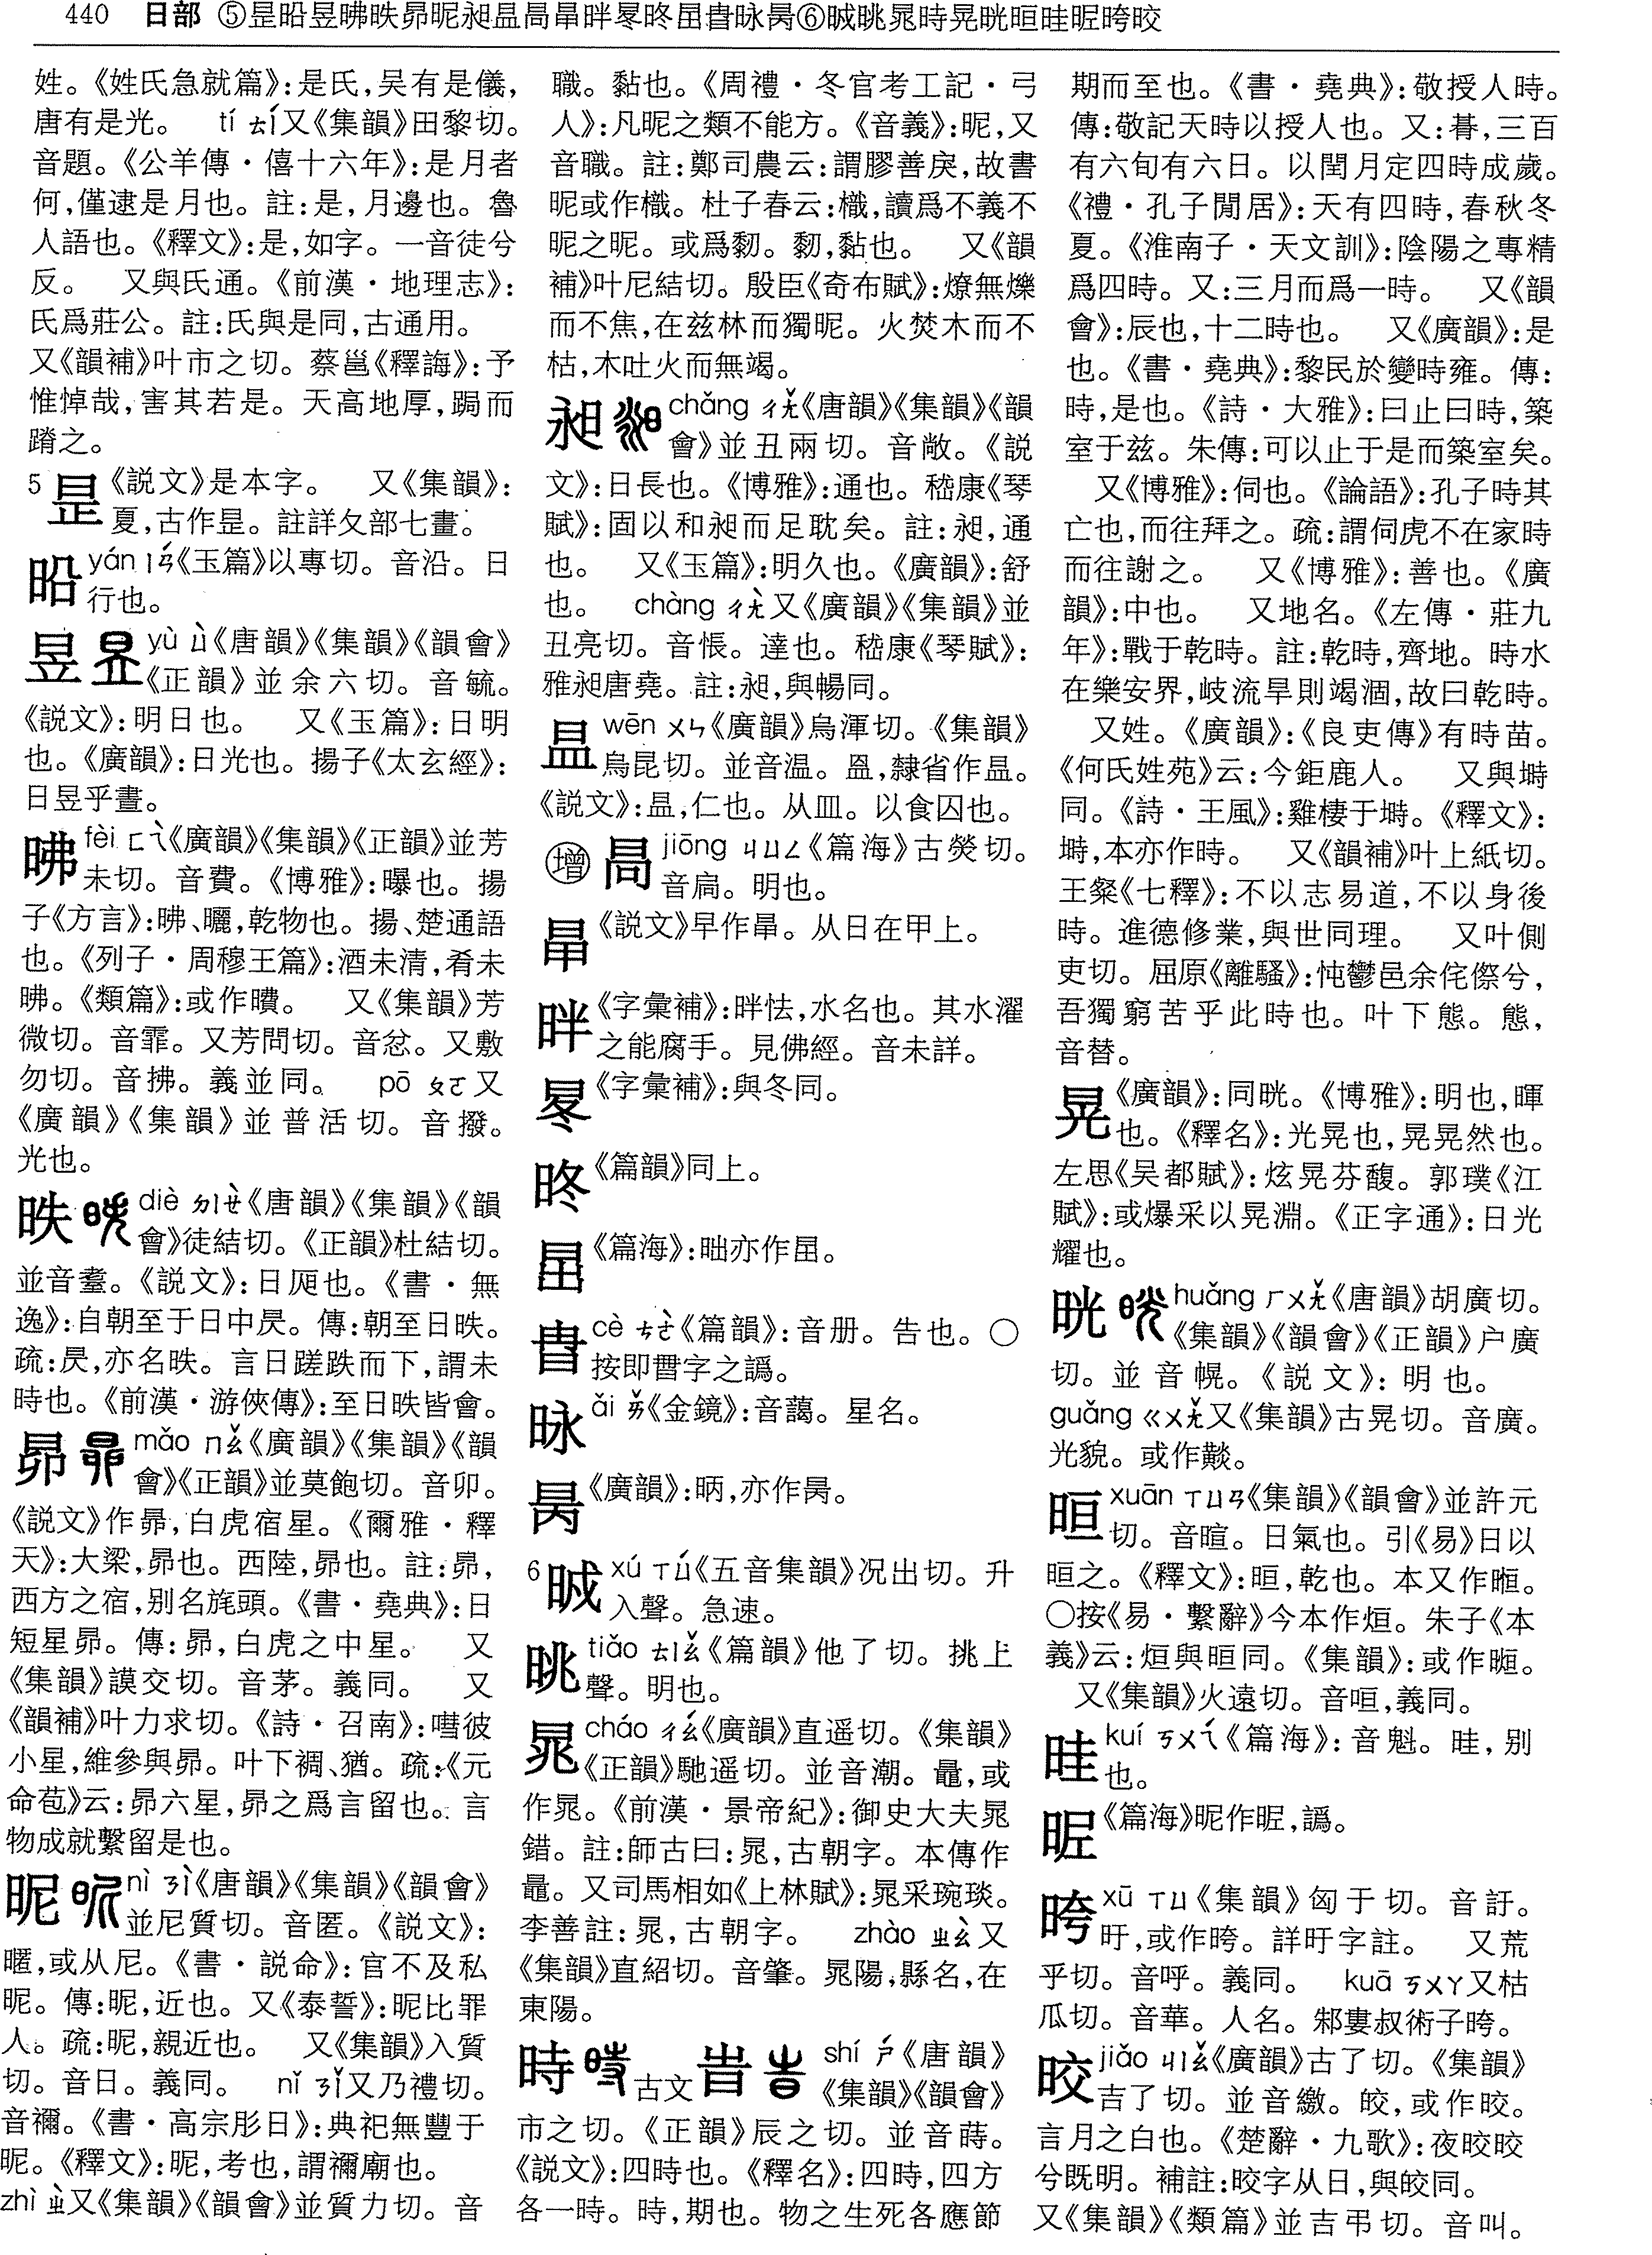 440 日部 ⑤昰㫟昱昲昳昴昵昶昷昺𣆀㫠𣅈昸𣅦𣆁昹昺⑥晠晀晁時晃晄晅晆𣆊晇晈
姓。《姓氏急就篇》:是氏,吴有是儀,
唐有是光。 tí ㄊㄧˊ又《集韻》田黎切。
音題。《公羊傳·僖十六年》:是月者
何,僅逮是月也。註:是,月邊也。魯
人語也。《釋文》:是,如字。一音徒兮
反。 又與氏通。《前漢·地理志》:
氏爲莊公。註:氏與是同,古通用。
又《韻補》叶市之切。蔡邕《釋誨》:予
惟悼哉,害其若是。天高地厚,跼而
蹐之。
5 昰《説文》是本字。 又《集韻》:
夏,古作昰。註詳夊部七畫。
㫟 yán ㄧㄢˊ《玉篇》以專切。音沿。日
行也。
昱 yù ㄩˋ《唐韻》《集韻》《韻會》
《正韻》並余六切。音毓。
《説文》:明日也。 又《玉篇》:日明
也。《廣韻》:日光也。揚子《太玄經》:
日昱乎晝。
昲 fèi ㄈㄟˋ《廣韻》《集韻》《正韻》並芳
未切。音費。《博雅》:曝也。揚
子《方言》:昲、曬,乾物也。揚、楚通語
也。《列子·周穆王篇》:酒未清,肴未
昲。《類篇》:或作㬩。 又《集韻》芳
微切。音霏。又芳問切。音忿。又敷
勿切。音拂。義並同。 pō ㄆㄛ又
《廣韻》《集韻》並普活切。音撥。
光也。
昳 diè ㄉㄧㄝˋ《唐韻》《集韻》《韻
會》徒結切。《正韻》杜結切。
並音耋。《説文》:日㫊也。《書·無
逸》:自朝至于日中昃。傳:朝至日昳。
疏:昃,亦名昳。言日蹉跌而下,謂未
時也。《前漢·游俠傳》:至日昳皆會。
昴 mǎo ㄇㄠˇ《廣韻》《集韻》《韻
會》《正韻》並莫飽切。音卯。
《説文》作昴,白虎宿星。《爾雅·釋
天》:大梁,昴也。西陸,昴也。註:昴,
西方之宿,别名旄頭。《書·堯典》:日
短星昴。傳:昴,白虎之中星。 又
《集韻》謨交切。音茅。義同。 又
《韻補》叶力求切。《詩·召南》:嘒彼
小星,維參與昴。叶下裯、猶。疏:《元
命苞》云:昴六星,昴之爲言留也。言
物成就繫留是也。
昵 nì ㄋㄧˋ《唐韻》《集韻》《韻會》
並尼質切。音匿。《説文》:
暱,或从尼。《書·説命》:官不及私
昵。傳:昵,近也。又《泰誓》:昵比罪
人。疏:昵,親近也。 又《集韻》入質
切。音日。義同。 nǐ ㄋㄧˇ又乃禮切。
音禰。《書·高宗肜日》:典祀無豐于
昵。《釋文》:昵,考也,謂禰廟也。
zhì ㄓˋ又《集韻》《韻會》並質力切。音
職。黏也。《周禮·冬官考工記·弓
人》:凡昵之類不能方。《音義》:昵,又
音職。註:鄭司農云:謂膠善戾,故書
昵或作樴。杜子春云:樴,讀爲不義不
昵之昵。或爲䵑。䵑,黏也。 又《韻
補》叶尼結切。殷臣《奇布賦》:燎無爍
而不焦,在兹林而獨昵。火焚木而不
枯,木吐火而無竭。
昶 chǎng ㄔㄤˇ《唐韻》《集韻》《韻
會》並丑兩切。音敞。《説
文》:日長也。《博雅》:通也。嵇康《琴
賦》:固以和昶而足耽矣。註:昶,通
也。 又《玉篇》:明久也。《廣韻》:舒
也。 chàng ㄔㄤˋ又《廣韻》《集韻》並
丑亮切。音悵。達也。嵇康《琴賦》:
雅昶唐堯。註:昶,與暢同。
昷 wēn ㄨㄣ《廣韻》烏渾切。《集韻》
烏昆切。並音温。𥁕,隸省作昷。
《説文》:昷,仁也。从皿。以食囚也。
增 jiōng ㄐㄩㄥ《篇海》古熒切。
音扃。明也。
《説文》早作𣅔。从日在甲上。
《字彙補》:㫠怯,水名也。其水濯
之能腐手。見佛經。音未詳。
《字彙補》:與冬同。
《篇韻》同上。
《篇海》:昢亦作𣅦。
cè ㄘㄜˋ《篇韻》:音册。告也。○
按即朁字之譌。
ǎi ㄞˇ《金鏡》:音藹。星名。
昺《廣韻》:昞,亦作昺。
6 xú ㄒㄩˊ《五音集韻》况出切。升
入聲。急速。
晀 tiǎo ㄊㄧㄠˇ《篇韻》他了切。挑上
聲。明也。
晁 cháo ㄔㄠˊ《廣韻》直遥切。《集韻》
《正韻》馳遥切。並音潮。鼂,或
作晁。《前漢·景帝紀》:御史大夫晁
錯。註:師古曰:晁,古朝字。本傳作
鼂。又司馬相如《上林賦》:晁采琬琰。
李善註:晁,古朝字。 zhào ㄓㄠˋ又
《集韻》直紹切。音肇。晁陽,縣名,在
東陽。
時 古文旹 shí ㄕˊ《唐韻》
《集韻》《韻會》
市之切。《正韻》辰之切。並音蒔。
《説文》:四時也。《釋名》:四時,四方
各一時。時,期也。物之生死各應節
期而至也。《書·堯典》:敬授人時。
傳:敬記天時以授人也。又:朞,三百
有六旬有六日。以閏月定四時成歲。
《禮·孔子閒居》:天有四時,春秋冬
夏。《淮南子·天文訓》:陰陽之專精
爲四時。又:三月而爲一時。 又《韻
會》:辰也,十二時也。 又《廣韻》:是
也。《書·堯典》:黎民於變時雍。傳:
時,是也。《詩·大雅》:曰止曰時,築
室于兹。朱傳:可以止于是而築室矣。
又《博雅》:伺也。《論語》:孔子時其
亡也,而往拜之。疏:謂伺虎不在家時
而往謝之。 又《博雅》:善也。《廣
韻》:中也。 又地名。《左傳·莊九
年》:戰于乾時。註:乾時,齊地。時水
在樂安界,岐流旱則竭涸,故曰乾時。
又姓。《廣韻》:《良吏傳》有時苗。
《何氏姓苑》云:今鉅鹿人。 又與塒
同。《詩·王風》:雞棲于塒。《釋文》:
塒,本亦作時。 又《韻補》叶上紙切。
王粲《七釋》:不以志易道,不以身後
時。進德修業,與世同理。 又叶側
吏切。屈原《離騷》:忳鬱邑余侘傺兮,
吾獨窮苦乎此時也。叶下態。態,
音替。
晃《廣韻》:同晄。《博雅》:明也,暉
也。《釋名》:光晃也,晃晃然也。
左思《吴都賦》:炫晃芬馥。郭璞《江
賦》:或爆采以晃淵。《正字通》:日光
耀也。
晄 huǎng ㄏㄨㄤˇ《唐韻》胡廣切。
《集韻》《韻會》《正韻》户廣
切。並音幌。《説文》:明也。
guǎng ㄍㄨㄤˇ又《集韻》古晃切。音廣。
光貌。或作㷫。
晅 xuān ㄒㄩㄢ《集韻》《韻會》並許元
切。音暄。日氣也。引《易》日以
晅之。《釋文》:晅,乾也。本又作㫜。
○按《易·繫辭》今本作烜。朱子《本
義》云:烜與晅同。《集韻》:或作㫜。
又《集韻》火遠切。音咺,義同。
晆 kuí ㄎㄨㄟˊ《篇海》:音魁。晆,别
也。
《篇海》昵作𣆊,譌。
晇 xū ㄒㄩ《集韻》匈于切。音訏。
旴,或作晇。詳旴字註。 又荒
乎切。音呼。義同。 kuā ㄎㄨㄚ又枯
瓜切。音華。人名。邾婁叔術子晇。
晈 jiǎo ㄐㄧㄠˇ《廣韻》古了切。《集韻》
吉了切。並音繳。皎,或作晈。
言月之白也。《楚辭·九歌》:夜晈晈
兮既明。補註:晈字从日,與皎同。
又《集韻》《類篇》並吉弔切。音叫。